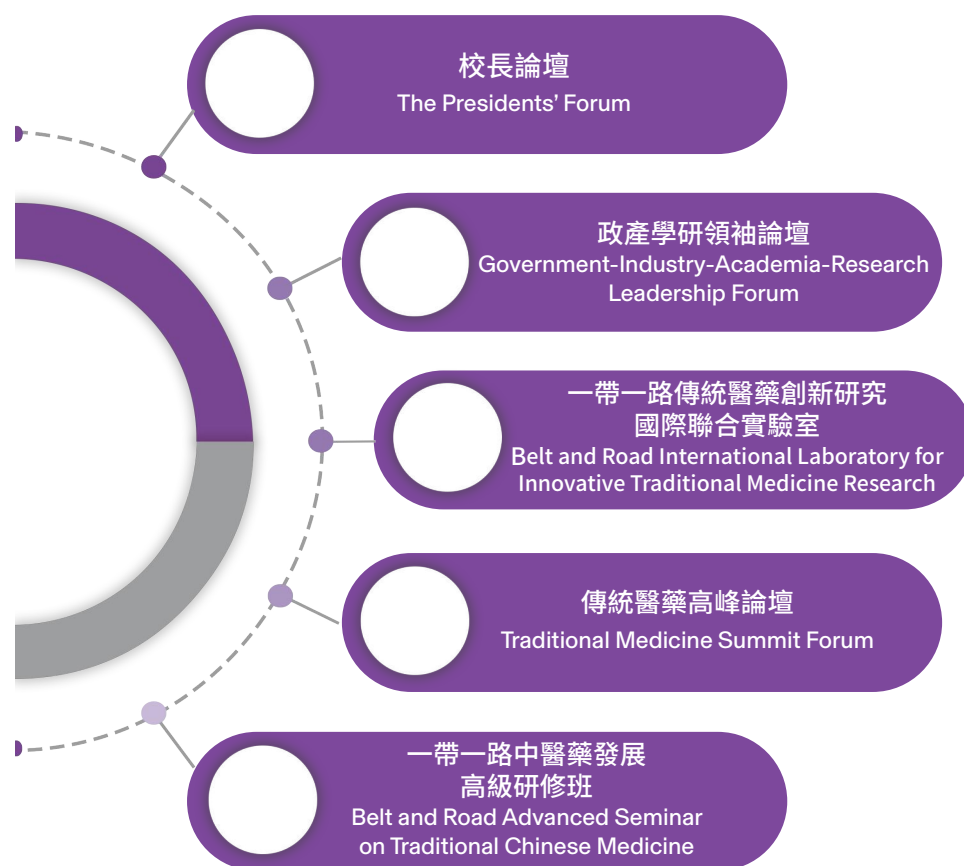 校長論壇
The Presidents’ Forum
政產學研領袖論壇
Government-Industry-Academia-Research
Leadership Forum
一帶一路傳統醫藥創新研究
國際聯合實驗室
Belt and Road International Laboratory for
Innovative Traditional Medicine Research
傳統醫藥高峰論壇
Traditional Medicine Summit Forum
一帶一路中醫藥發展
高級研修班
Belt and Road Advanced Seminar
on Traditional Chinese Medicine